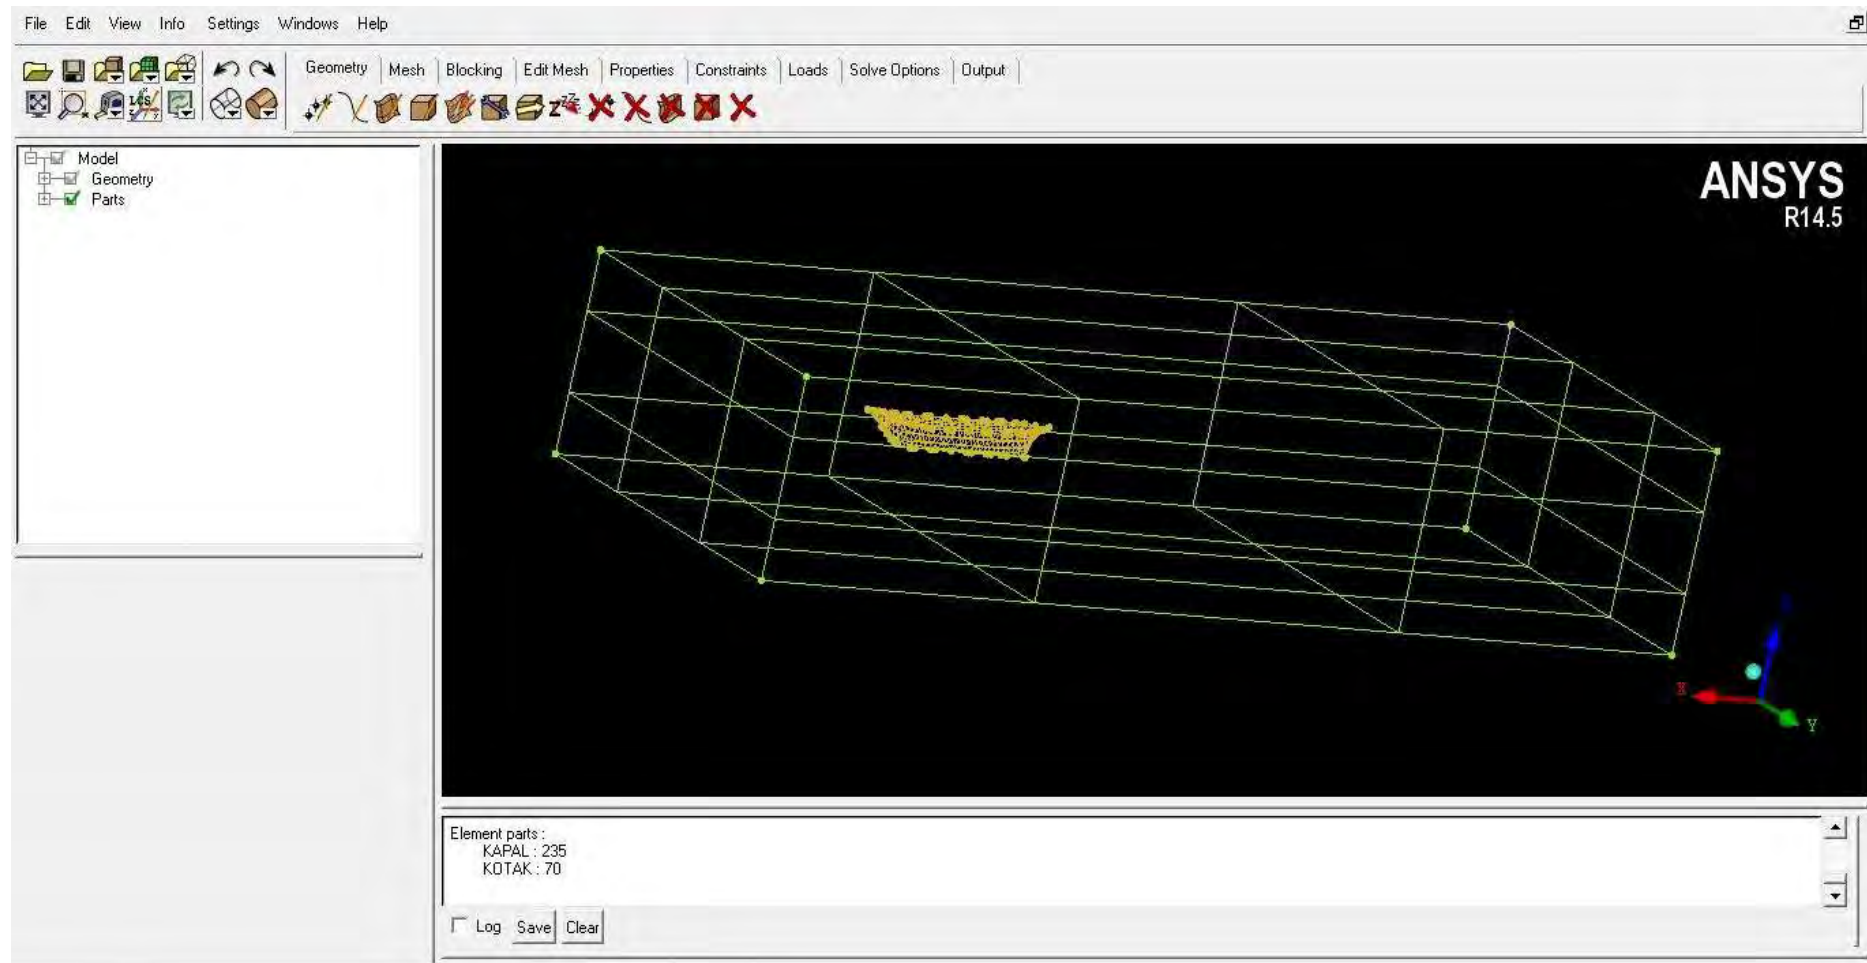 File Edit View Info Settings Windows Help
Geometry Mesh Blocking Edit Mesh Properties Constraints Loads Solve Options Output
LCS
Model
Geometry
Parts
ANSYS
R14.5
X
Y
Element parts :
KAPAL : 235
KOTAK : 70
Log Save Clear